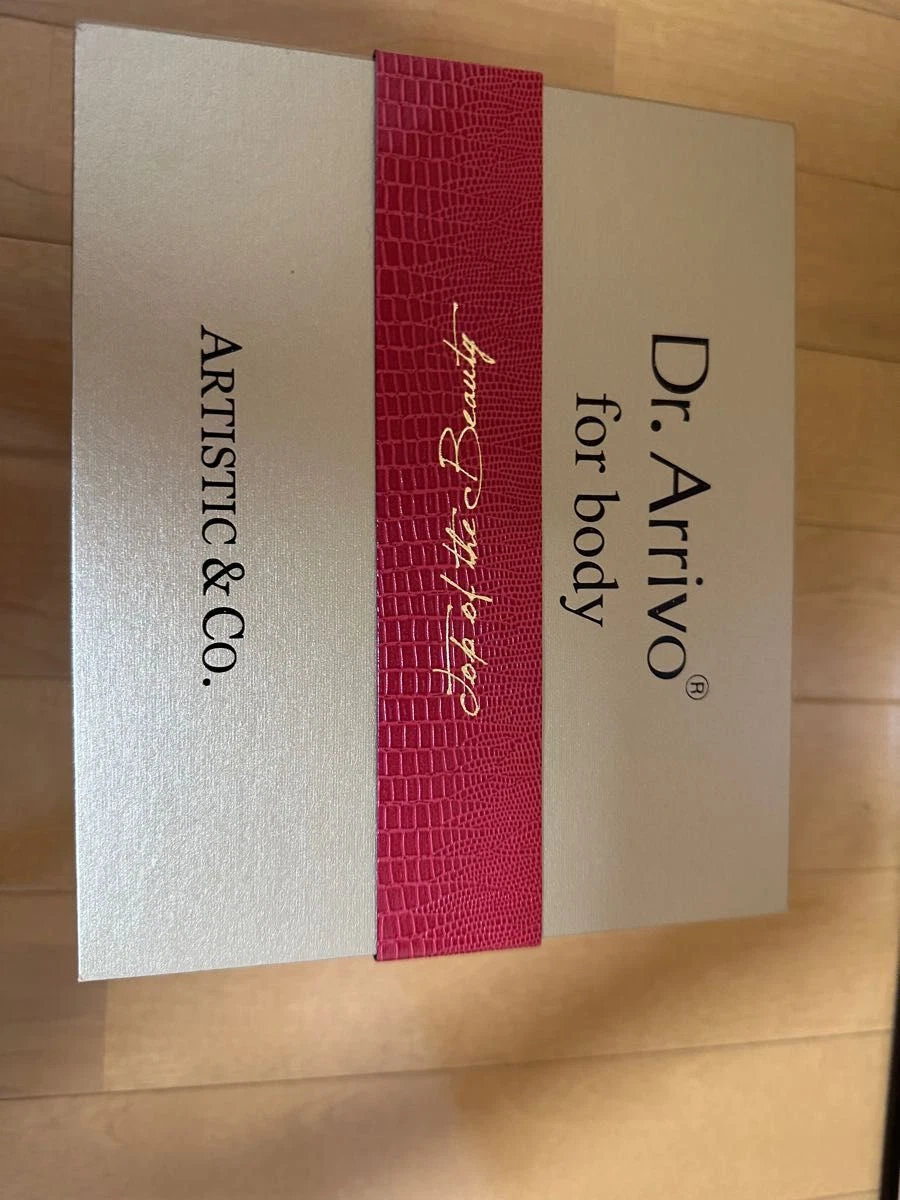 Dr. Arrivo®
for body
Top of the Beauty
ARTISTIC & CO.